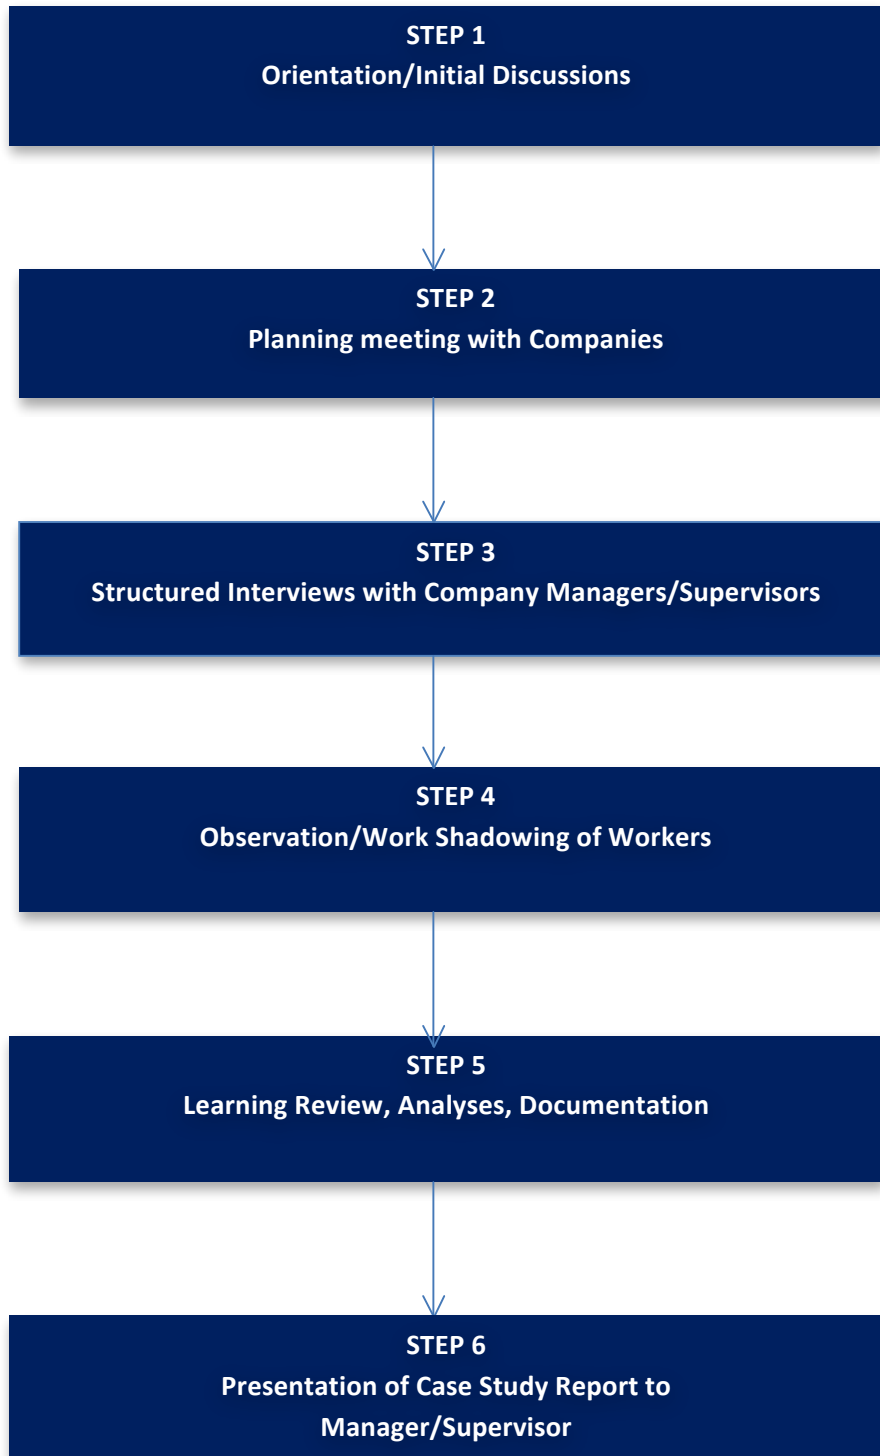 STEP 1
Orientation/Initial Discussions
STEP 2
Planning meeting with Companies
STEP 3
Structured Interviews with Company Managers/Supervisors
STEP 4
Observation/Work Shadowing of Workers
STEP 5
Learning Review, Analyses, Documentation
STEP 6
Presentation of Case Study Report to
Manager/Supervisor